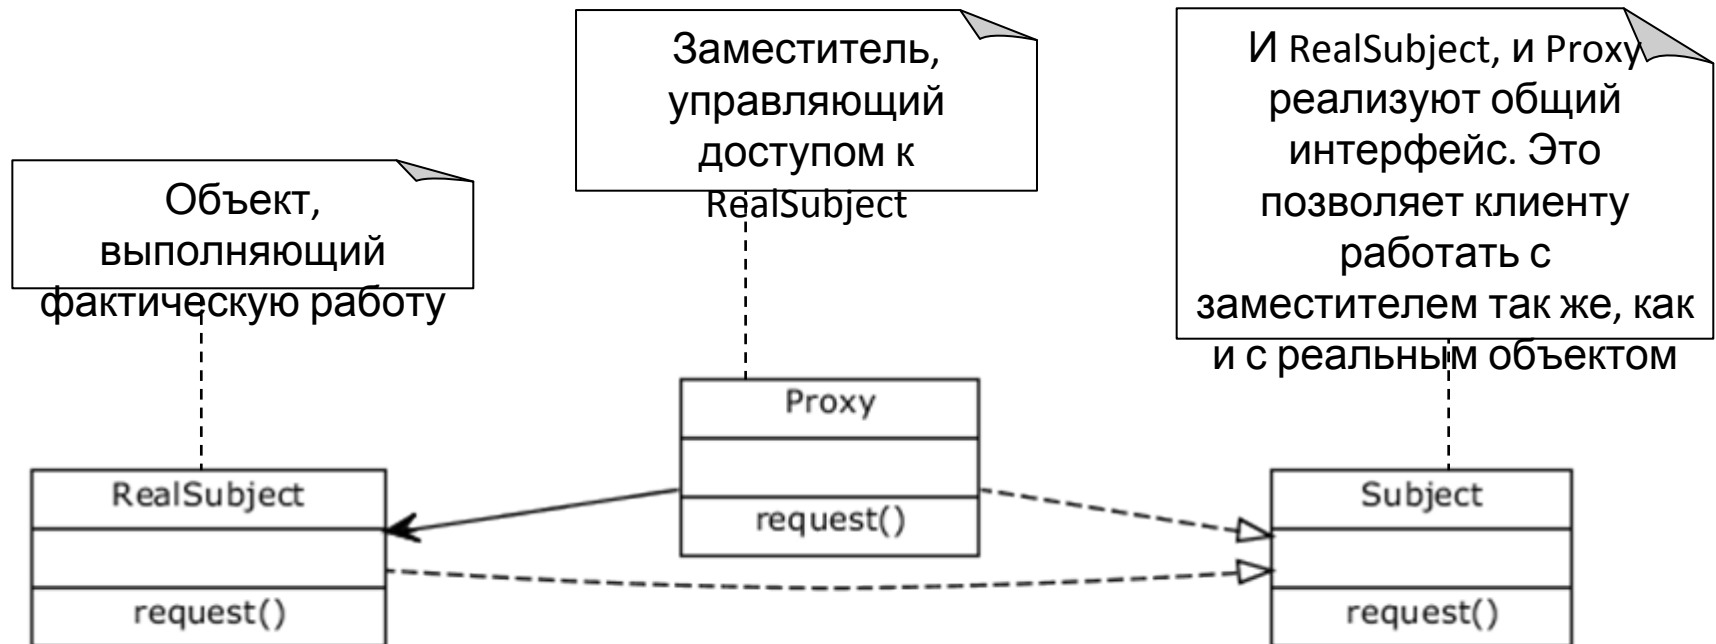 Объект,
выполняющий
фактическую работу
Заместитель,
управляющий
доступом к
RealSubject
И RealSubject, и Proxy
реализуют общий
интерфейс. Это
позволяет клиенту
работать с
заместителем так же, как
и с реальным объектом
RealSubject
request()
Proxy
request()
Subject
request()